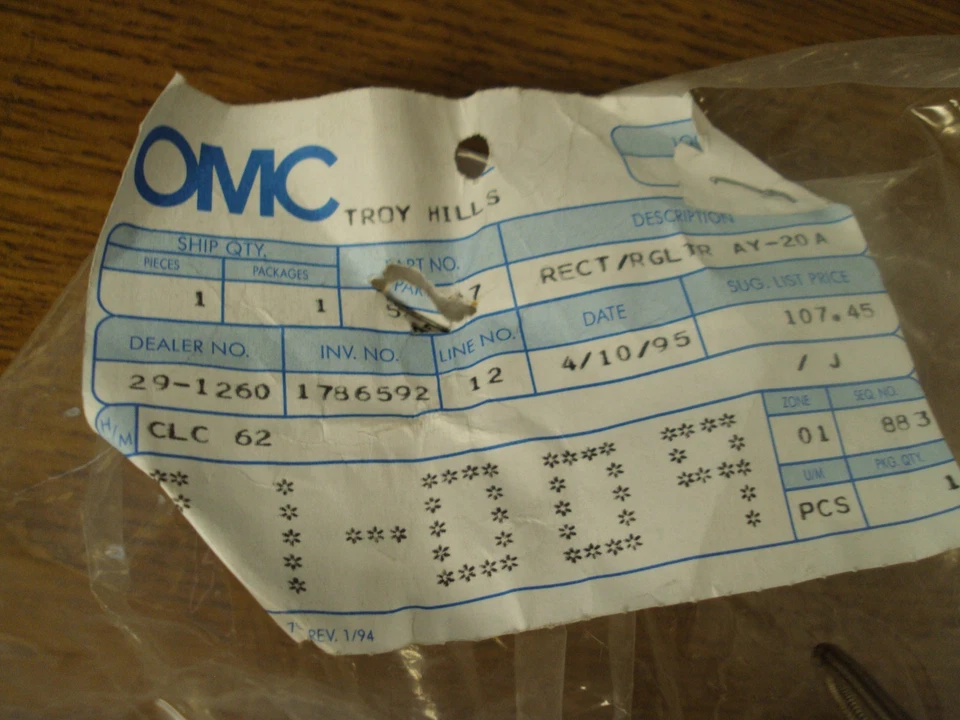 OMC
TROY HILLS
SHIP QTY.
PIECES
PACKAGES
PART NO.
DESCRIPTION
1
1
7
RECT/RGLTR AY-20A
DEALER NO.
INV. NO.
LINE NO.
DATE
SUG. LIST PRICE
29-1260
1786592
12
4/10/95
107.45
/ J
H/M
CLC 62
ZONE
SEQ. NO.
01
883
U/M
PKG. QTY.
PCS
1
REV. 1/94